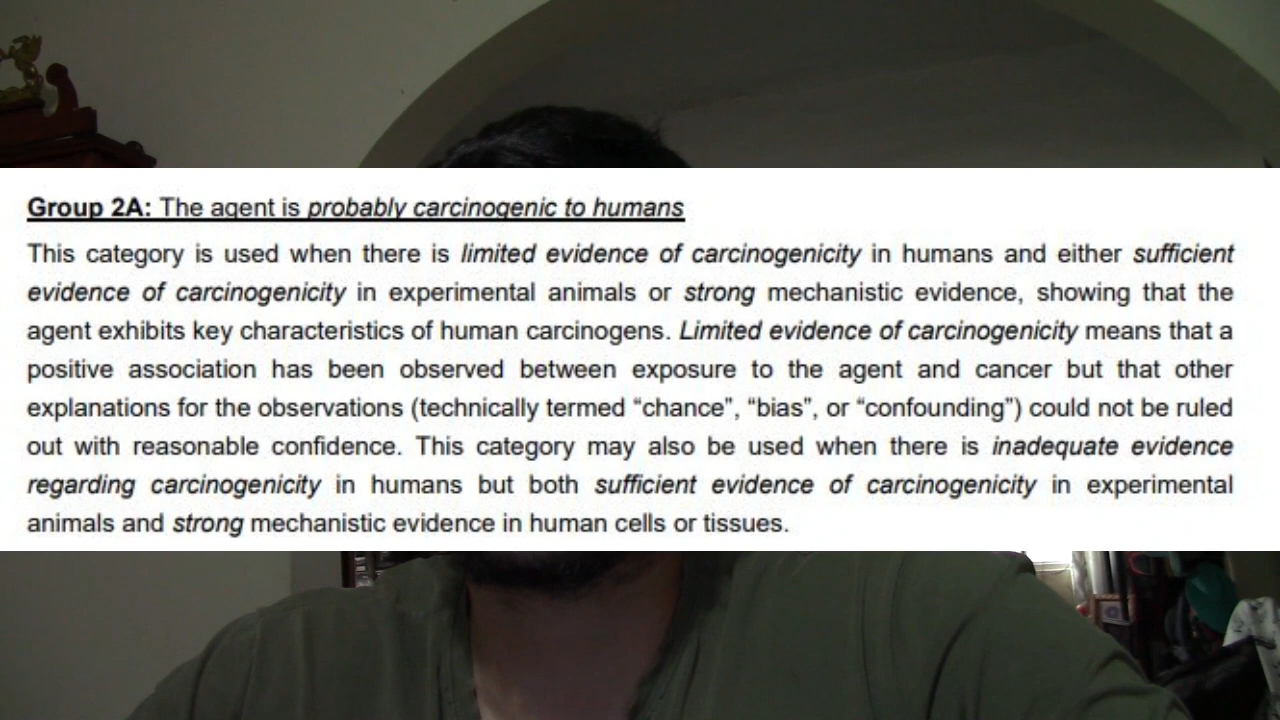 Group 2A: The agent is probably carcinogenic to humans
This category is used when there is limited evidence of carcinogenicity in humans and either sufficient
evidence of carcinogenicity in experimental animals or strong mechanistic evidence, showing that the
agent exhibits key characteristics of human carcinogens. Limited evidence of carcinogenicity means that a
positive association has been observed between exposure to the agent and cancer but that other
explanations for the observations (technically termed “chance”, “bias”, or “confounding”) could not be ruled
out with reasonable confidence. This category may also be used when there is inadequate evidence
regarding carcinogenicity in humans but both sufficient evidence of carcinogenicity in experimental
animals and strong mechanistic evidence in human cells or tissues.